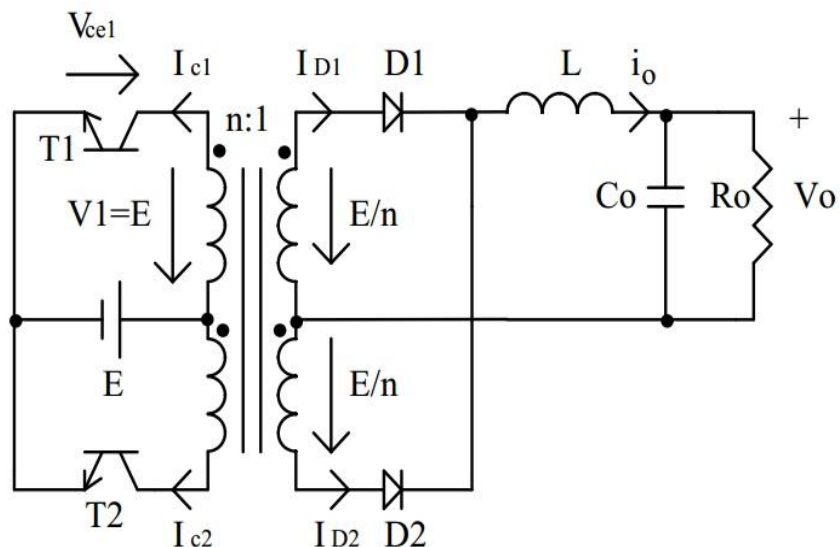 Vce1
Ic1 ID1 D1 L io
n:1
T1
V1=E E/n Co Ro Vo
+
E E/n
T2
Ic2 ID2 D2